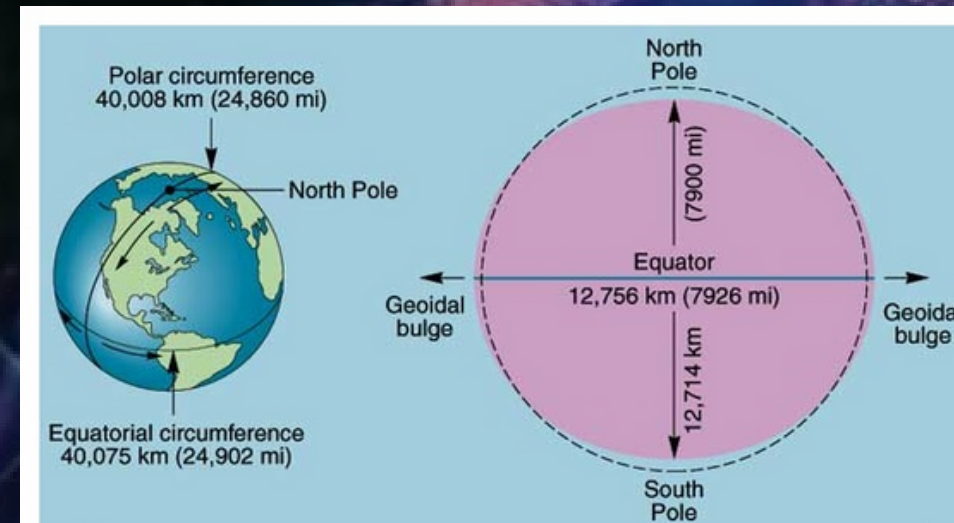 Polar circumference
40,008 km (24,860 mi)
North Pole
Equatorial circumference
40,075 km (24,902 mi)
North
Pole
(7900 mi)
Equator
12,756 km (7926 mi)
Geoidal
bulge
Geoida
bulge
12,714 km
South
Pole